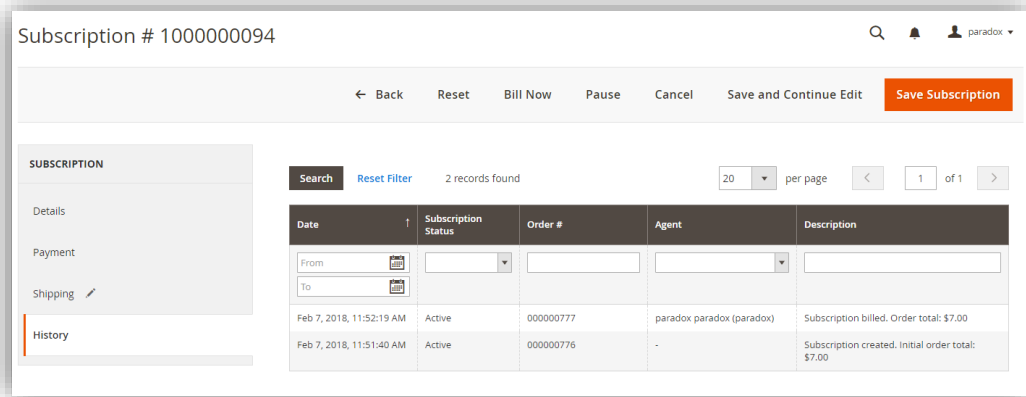 Subscription # 1000000094
paradox
Back Reset Bill Now Pause Cancel Save and Continue Edit Save Subscription
SUBSCRIPTION
Details
Payment
Shipping
History
Search Reset Filter 2 records found 20 per page 1 of 1
Date Subscription Status Order # Agent Description
From
To
Feb 7, 2018, 11:52:19 AM Active 000000777 paradox paradox (paradox) Subscription billed. Order total: $7.00
Feb 7, 2018, 11:51:40 AM Active 000000776 - Subscription created. Initial order total:
$7.00